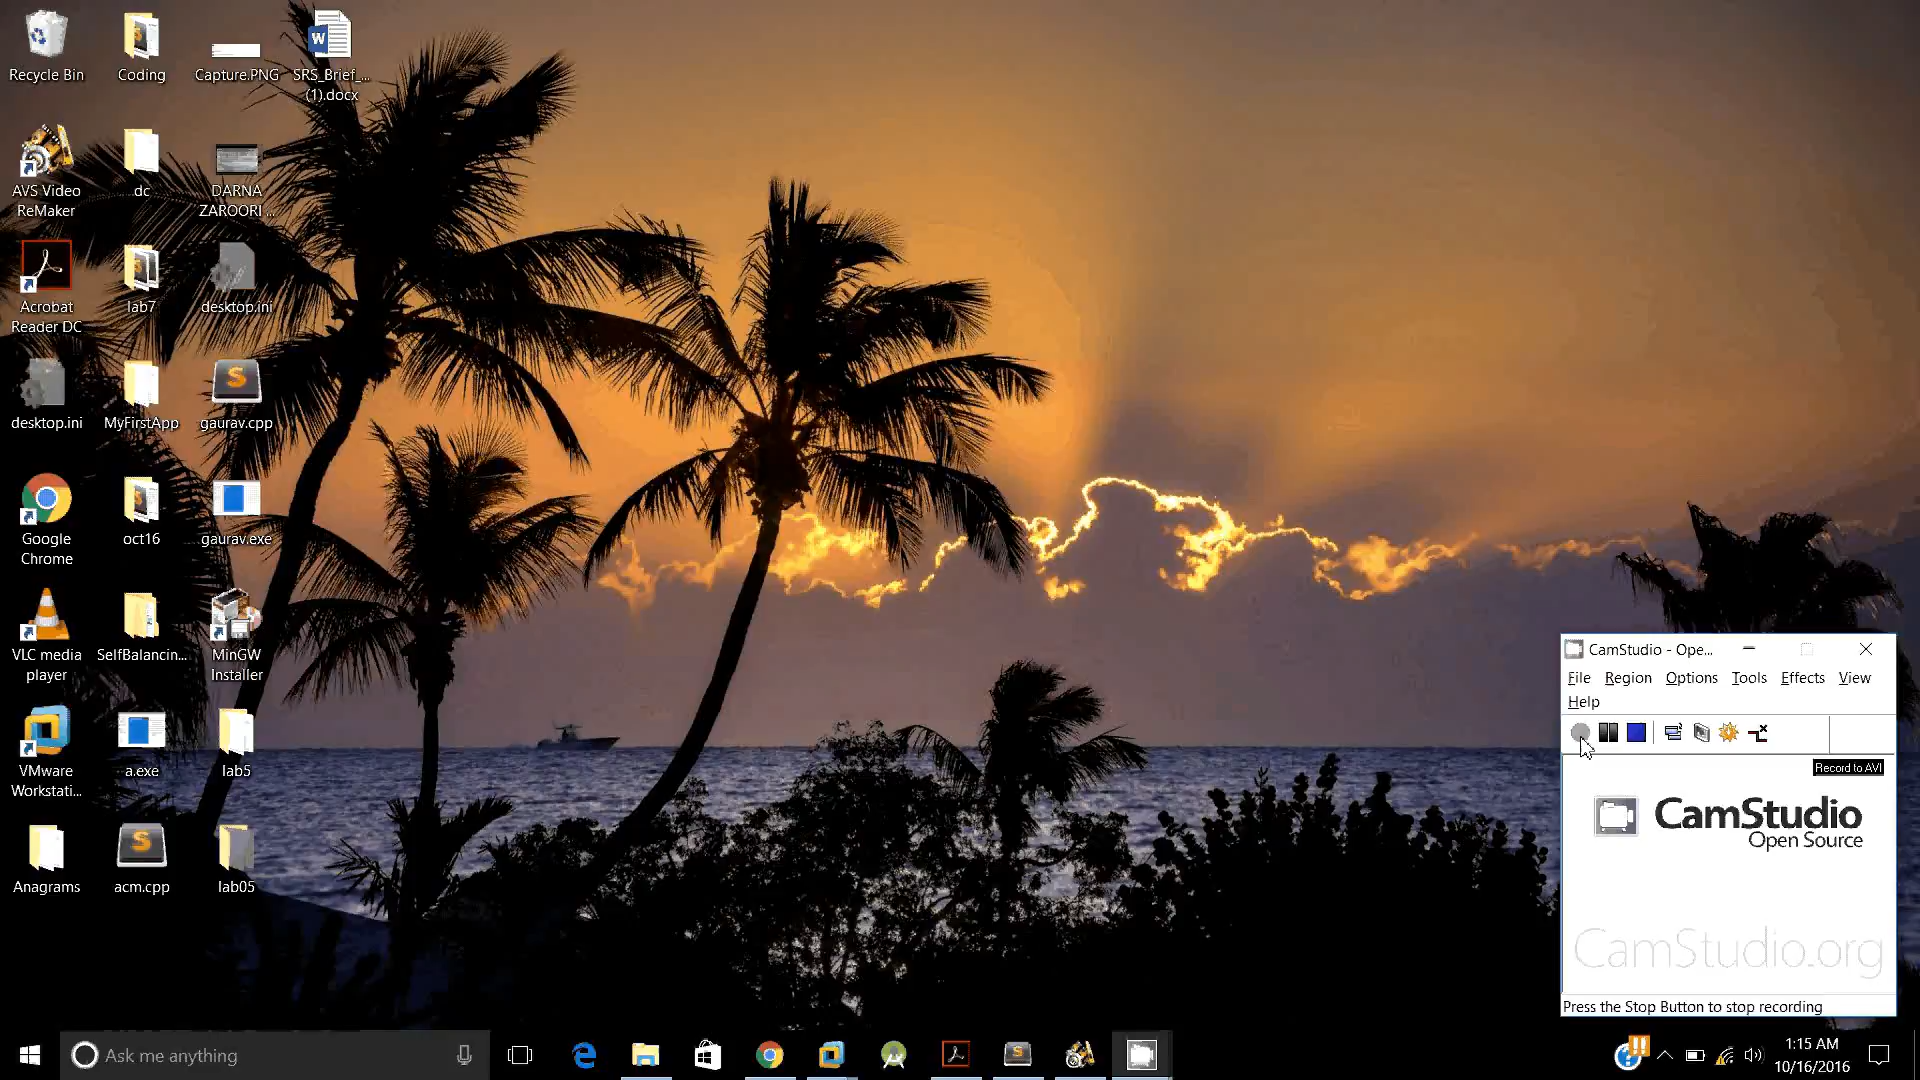 Recycle Bin
Coding
Capture.PNG
SRS_Brief_...
(1).docx
AVS Video
ReMaker
dc
DARNA
ZAROORI ...
Acrobat
Reader DC
lab7
desktop.ini
desktop.ini
MyFirstApp
gaurav.cpp
Google
Chrome
oct16
gaurav.exe
VLC media
player
SelfBalancin...
MinGW
Installer
VMware
Workstati...
a.exe
lab5
Anagrams
acm.cpp
lab05
CamStudio - Ope...
File Region Options Tools Effects View
Help
Record to AVI
CamStudio
Open Source
CamStudio.org
Press the Stop Button to stop recording
Ask me anything
1:15 AM
10/16/2016